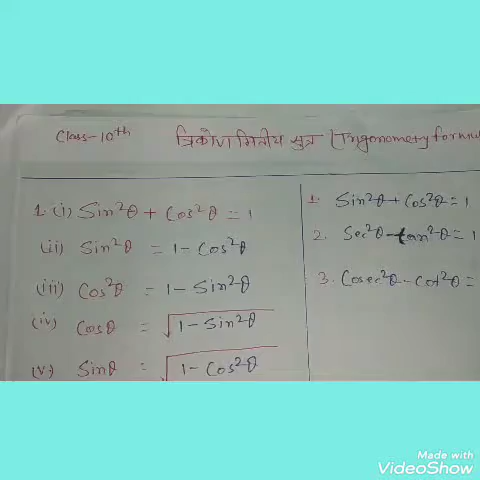 Class-10th त्रिकोणमितीय सुत्र [Trigonometry formu
1.(i) Sin²θ + Cos²θ = 1
(ii) Sin²θ = 1 - Cos²θ
(iii) Cos²θ = 1 - Sin²θ
(iv) Cosθ = √1 - Sin²θ
(v) Sinθ = √1 - Cos²θ
1. Sin²θ + Cos²θ = 1
2. Sec²θ - tan²θ = 1
3. Cosec²θ - Cot²θ =
Made with
VideoShow